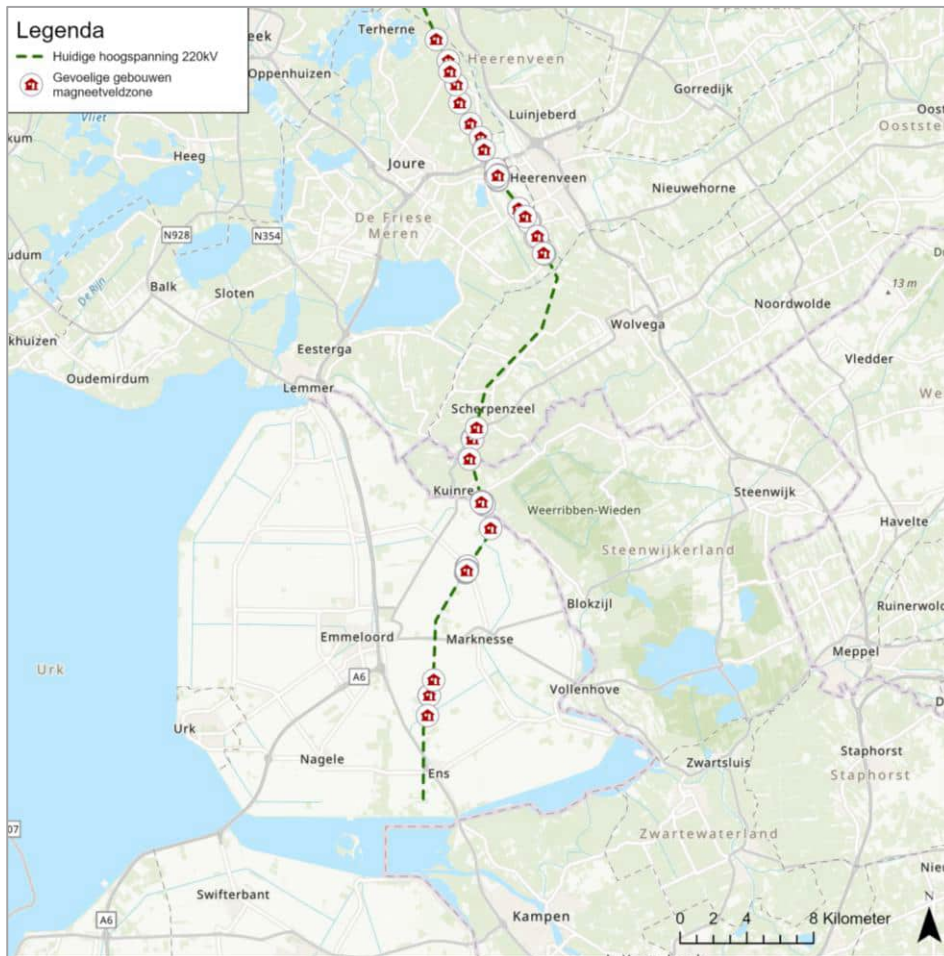 Legenda
Huidige hoogspanning 220kV
Gevoelige gebouwen
magneetveldzone
Terherne
Heerenveen
Oppenhuizen
Gorredijk
Luinjeberd
Vliet
Heeg
Joure
Heerenveen
Nieuwehorne
De Friese
Meren
N928
N354
De Rijn
Balk
Sloten
13 m
Noordwolde
Wolvega
Eesterga
Vledder
Oudemirdum
Lemmer
Scherpenzeel
Kuinre
Steenwijk
Weerribben-Wieden
Havelte
Steenwijkerland
Blokzijl
Ruinerwold
Emmeloord
Marknesse
Meppel
Urk
A6
Vollenhove
Urk
Nagele
Staphorst
Ens
Zwartsluis
Staphorst
Zwartewaterland
Swifterbant
N
A6
Kampen
0 2 4 8 Kilometer